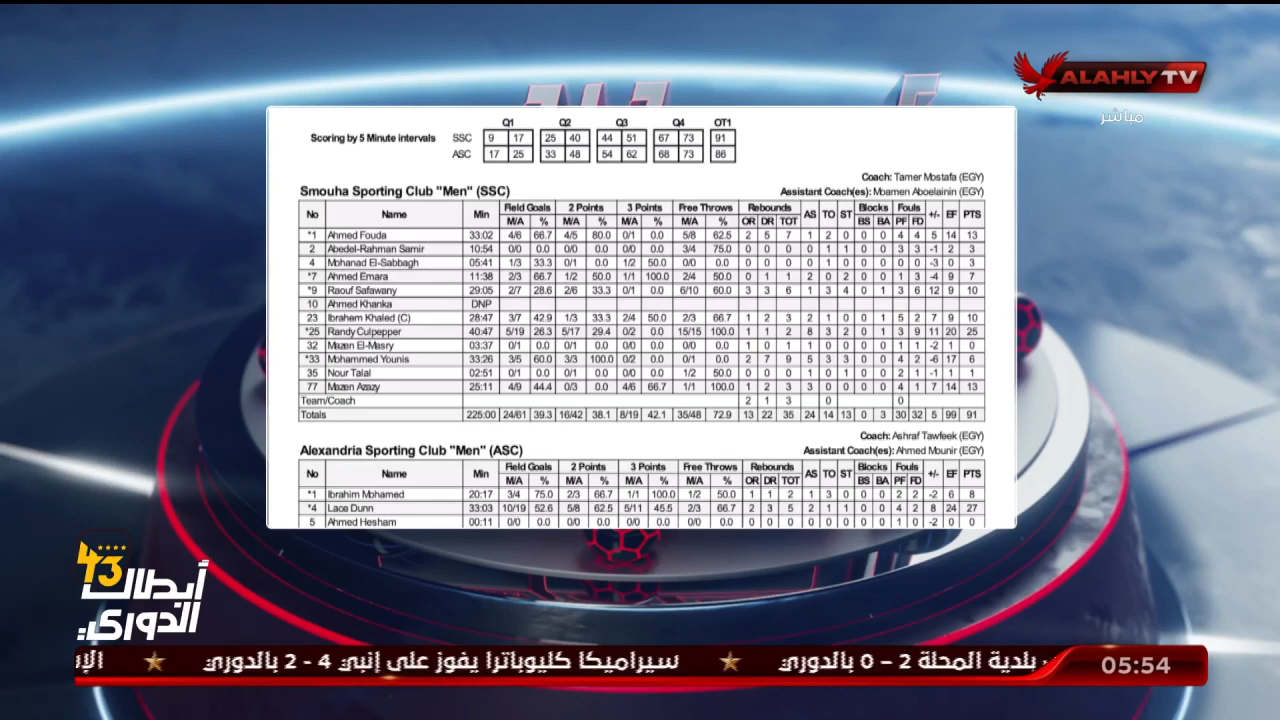 ALAHLY TV
مباشر
Q1 Q2 Q3 Q4 OT1
Scoring by 5 Minute intervals SSC 9 17 25 40 44 51 67 73 91
ASC 17 25 33 48 54 62 68 73 86
Coach: Tamer Mostafa (EGY)
Smouha Sporting Club "Men" (SSC) Assistant Coach(es): Moamen Aboelainin (EGY)
No Name Min Field Goals 2 Points 3 Points Free Throws Rebounds AS TO ST Blocks Fouls +/- EF PTS
M/A % M/A % M/A % M/A % OR DR TOT BS BA PF FD
*1 Ahmed Fouda 33:02 4/6 66.7 4/5 80.0 0/1 0.0 5/8 62.5 2 5 7 1 2 0 0 0 4 4 5 14 13
2 Abedel-Rahman Samir 10:54 0/0 0.0 0/0 0.0 0/0 0.0 3/4 75.0 0 0 0 0 1 1 0 0 3 3 -1 2 3
4 Mohanad El-Sabbagh 05:41 1/3 33.3 0/1 0.0 1/2 50.0 0/0 0.0 0 0 0 0 1 0 0 0 0 0 -3 0 3
*7 Ahmed Emara 11:38 2/3 66.7 1/2 50.0 1/1 100.0 2/4 50.0 0 1 1 2 0 2 0 0 1 3 -4 9 7
*9 Raouf Safawany 29:05 2/7 28.6 2/6 33.3 0/1 0.0 6/10 60.0 3 3 6 1 3 4 0 1 3 6 12 9 10
10 Ahmed Khanka DNP
23 Ibrahem Khaled (C) 28:47 3/7 42.9 1/3 33.3 2/4 50.0 2/3 66.7 1 2 3 2 1 0 0 1 5 2 7 9 10
*25 Randy Culpepper 40:47 5/19 26.3 5/17 29.4 0/2 0.0 15/15 100.0 1 1 2 8 3 2 0 1 3 9 11 20 25
32 Mazen El-Masry 03:37 0/1 0.0 0/1 0.0 0/0 0.0 0/0 0.0 1 0 1 1 0 0 0 0 1 1 -2 1 0
*33 Mohammed Younis 33:26 3/5 60.0 3/3 100.0 0/2 0.0 0/1 0.0 2 7 9 5 3 3 0 0 4 2 -6 17 6
35 Nour Talal 02:51 0/1 0.0 0/1 0.0 0/0 0.0 1/2 50.0 0 0 0 1 0 1 0 0 2 1 -1 1 1
77 Mazen Azazy 25:11 4/9 44.4 0/3 0.0 4/6 66.7 1/1 100.0 1 2 3 3 0 0 0 0 4 1 7 14 13
Team/Coach 2 1 3 0 0
Totals 225:00 24/61 39.3 16/42 38.1 8/19 42.1 35/48 72.9 13 22 35 24 14 13 0 3 30 32 5 99 91
Coach: Ashraf Tawfeek (EGY)
Alexandria Sporting Club "Men" (ASC) Assistant Coach(es): Ahmed Mounir (EGY)
No Name Min Field Goals 2 Points 3 Points Free Throws Rebounds AS TO ST Blocks Fouls +/- EF PTS
M/A % M/A % M/A % M/A % OR DR TOT BS BA PF FD
*1 Ibrahim Mohamed 20:17 3/4 75.0 2/3 66.7 1/1 100.0 1/2 50.0 1 1 2 1 3 0 0 0 2 2 -2 6 8
*4 Lace Dunn 33:03 10/19 52.6 5/8 62.5 5/11 45.5 2/3 66.7 2 3 5 2 1 1 0 0 4 2 8 24 27
5 Ahmed Hesham 00:11 0/0 0.0 0/0 0.0 0/0 0.0 0/0 0.0 0 0 0 0 0 0 0 0 1 0 -2 0 0
43
أبطال
الدوري
بلدية المحلة 2 - 0 بالدوري ★ سيراميكا كليوباترا يفوز على إنبي 4 - 2 بالدوري ★
05:54